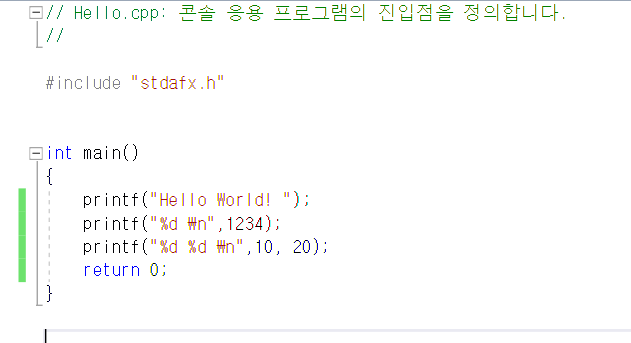 // Hello.cpp: 콘솔 응용 프로그램의 진입점을 정의합니다.
//
#include "stdafx.h"
int main()
{
printf("Hello World! ");
printf("%d ₩n",1234);
printf("%d %d ₩n",10, 20);
return 0;
}